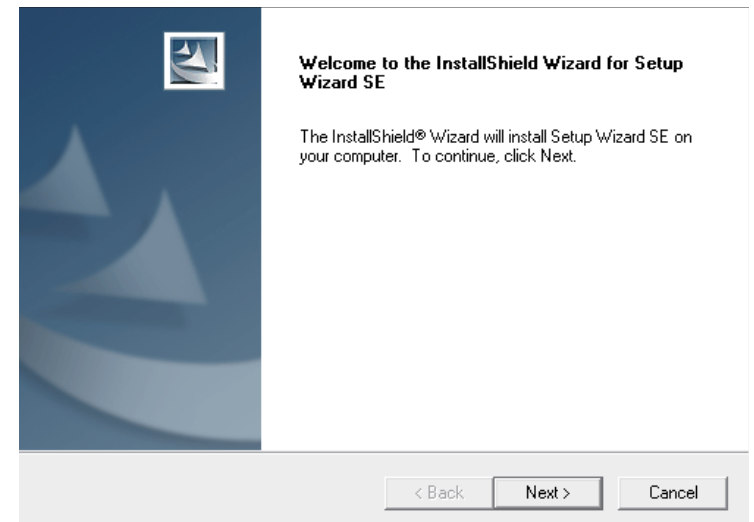 Welcome to the InstallShield Wizard for Setup
Wizard SE
The InstallShield® Wizard will install Setup Wizard SE on
your computer.  To continue, click Next.
< Back
Next >
Cancel